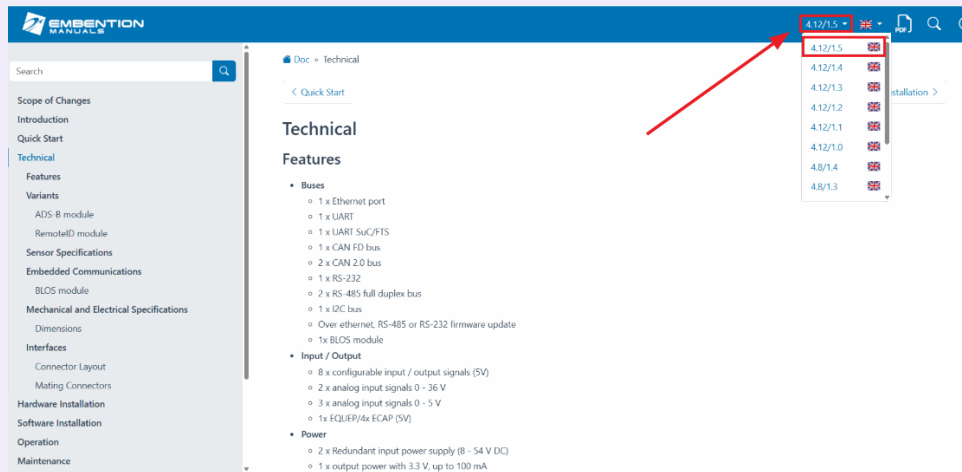 EMBENTION
MANUALS
4.12/1.5
PDF
Search
Scope of Changes
Introduction
Quick Start
Technical
Features
Variants
ADS-B module
RemoteID module
Sensor Specifications
Embedded Communications
BLOS module
Mechanical and Electrical Specifications
Dimensions
Interfaces
Connector Layout
Mating Connectors
Hardware Installation
Software Installation
Operation
Maintenance
Doc » Technical
< Quick Start
stallation >
4.12/1.5
4.12/1.4
4.12/1.3
4.12/1.2
4.12/1.1
4.12/1.0
4.8/1.4
4.8/1.3
Technical
Features
• Buses
○ 1 x Ethernet port
○ 1 x UART
○ 1 x UART SuC/FTS
○ 1 x CAN FD bus
○ 2 x CAN 2.0 bus
○ 1 x RS-232
○ 2 x RS-485 full duplex bus
○ 1 x I2C bus
○ Over ethernet, RS-485 or RS-232 firmware update
○ 1x BLOS module
• Input / Output
○ 8 x configurable input / output signals (5V)
○ 2 x analog input signals 0 - 36 V
○ 3 x analog input signals 0 - 5 V
○ 1x EQUEP/4x ECAP (5V)
• Power
○ 2 x Redundant input power supply (8 - 54 V DC)
○ 1 x output power with 3.3 V, up to 100 mA